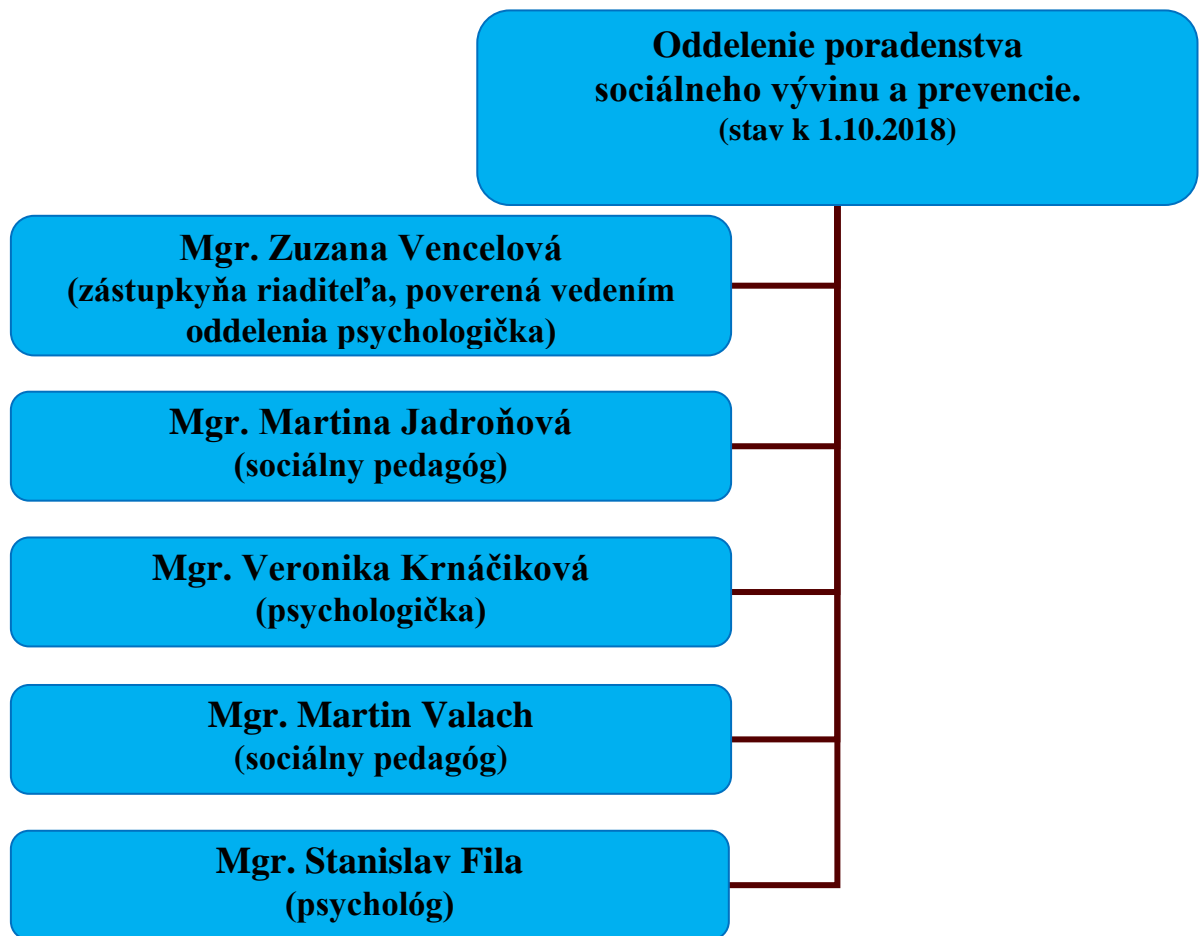 Oddelenie poradenstva
sociálneho vývinu a prevencie.
(stav k 1.10.2018)
Mgr. Zuzana Vencelová
(zástupkyňa riaditeľa, poverená vedením
oddelenia psychologička)
Mgr. Martina Jadroňová
(sociálny pedagóg)
Mgr. Veronika Krnáčiková
(psychologička)
Mgr. Martin Valach
(sociálny pedagóg)
Mgr. Stanislav Fila
(psychológ)